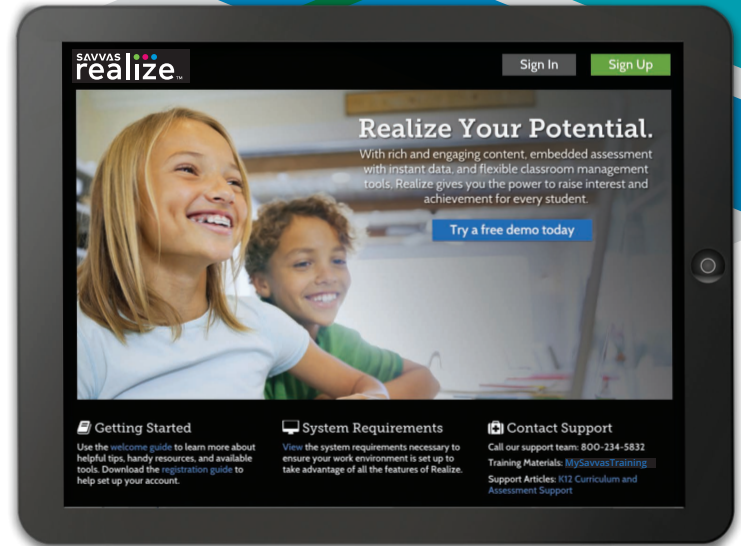 SAVVAS
realize™
Sign In
Sign Up
Realize Your Potential.
With rich and engaging content, embedded assessment
with instant data, and flexible classroom management
tools, Realize gives you the power to raise interest and
achievement for every student.
Try a free demo today
Getting Started
Use the welcome guide to learn more about
helpful tips, handy resources, and available
tools. Download the registration guide to
help set up your account.
System Requirements
View the system requirements necessary to
ensure your work environment is set up to
take advantage of all the features of Realize.
Contact Support
Call our support team: 800-234-5832
Training Materials: MySavvasTraining
Support Articles: K12 Curriculum and
Assessment Support